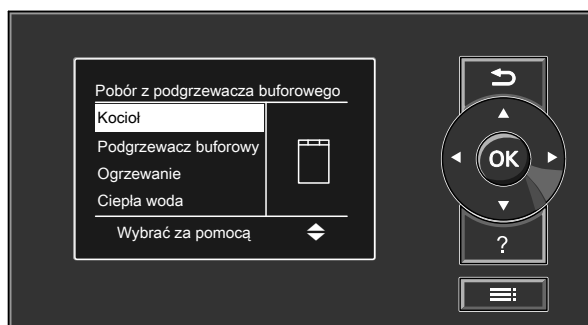 Pobór z podgrzewacza buforowego
Kocioł
Podgrzewacz buforowy
Ogrzewanie
Ciepła woda
Wybrać za pomocą
OK
?